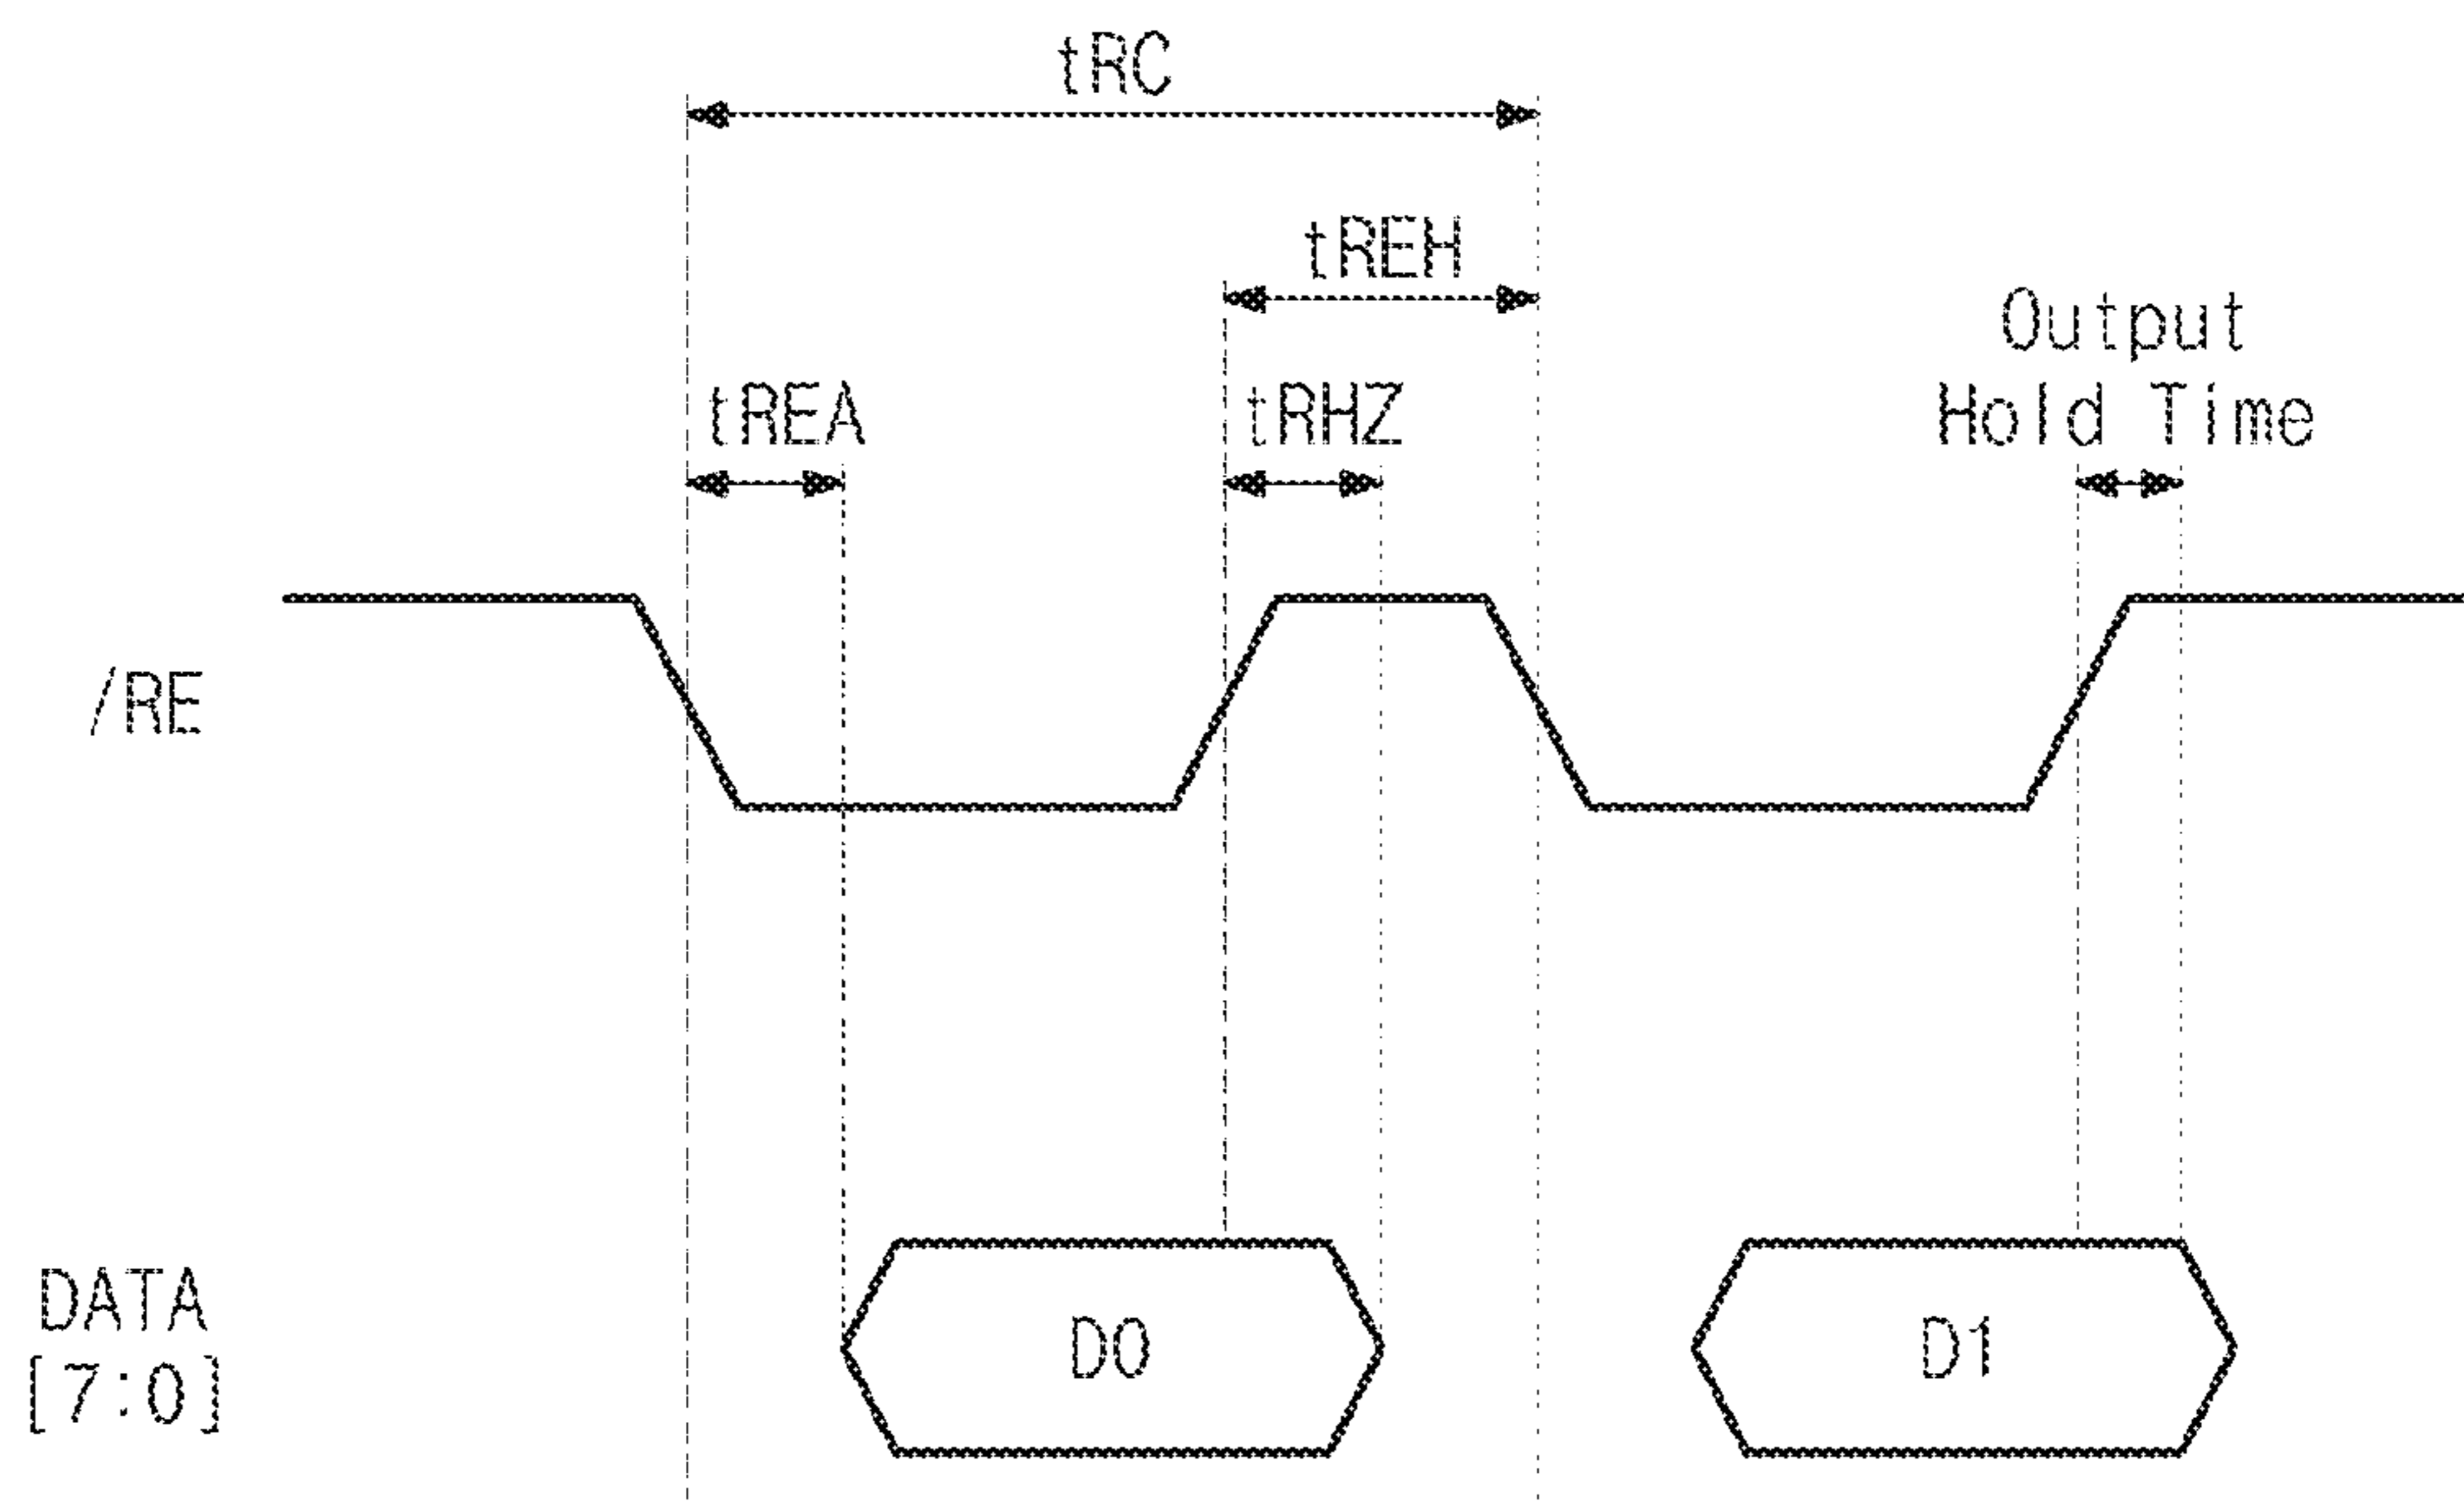 tRC
tREH
Output
Hold Time
tREA
tRHZ
/RE
DATA
[7:0]
D0
D1